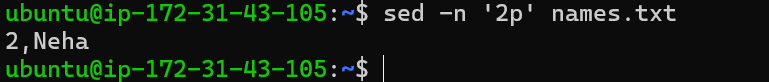 ubuntu@ip-172-31-43-105:~$ sed -n '2p' names.txt
2,Neha
ubuntu@ip-172-31-43-105:~$